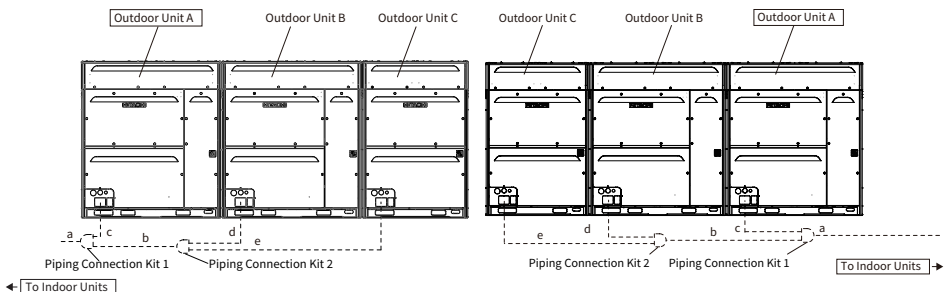 Outdoor Unit A
Outdoor Unit B
Outdoor Unit C
Outdoor Unit C
Outdoor Unit B
Outdoor Unit A
a
c
b
d
e
e
d
b
c
a
Piping Connection Kit 1
Piping Connection Kit 2
Piping Connection Kit 2
Piping Connection Kit 1
To Indoor Units
To Indoor Units